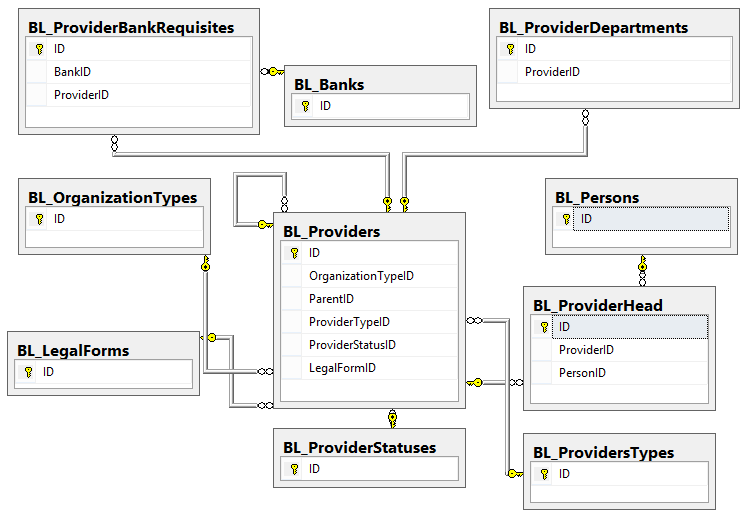 BL_ProviderBankRequisites
ID
BankID
ProviderID
BL_Banks
ID
BL_ProviderDepartments
ID
ProviderID
BL_OrganizationTypes
ID
BL_Providers
ID
OrganizationTypeID
ParentID
ProviderTypeID
ProviderStatusID
LegalFormID
BL_Persons
ID
BL_ProviderHead
ID
ProviderID
PersonID
BL_LegalForms
ID
BL_ProviderStatuses
ID
BL_ProvidersTypes
ID